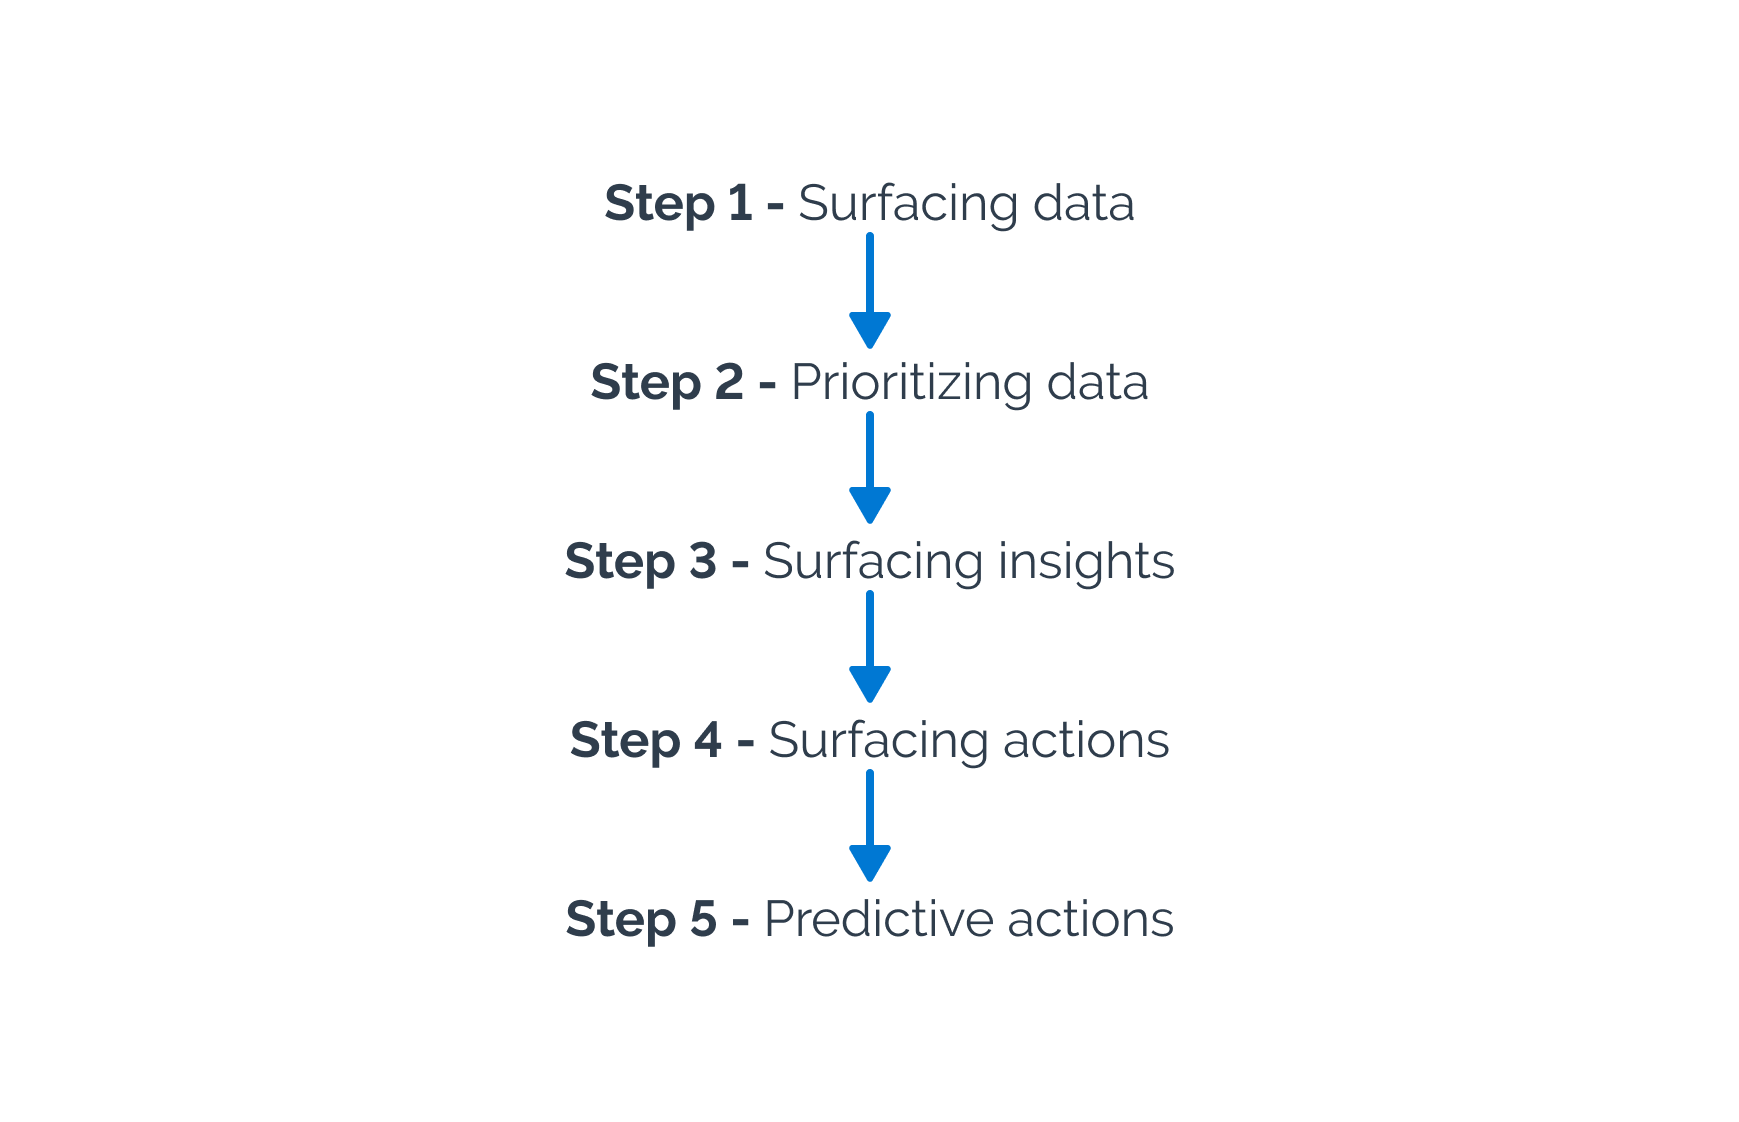 Step 1 - Surfacing data
Step 2 - Prioritizing data
Step 3 - Surfacing insights
Step 4 - Surfacing actions
Step 5 - Predictive actions